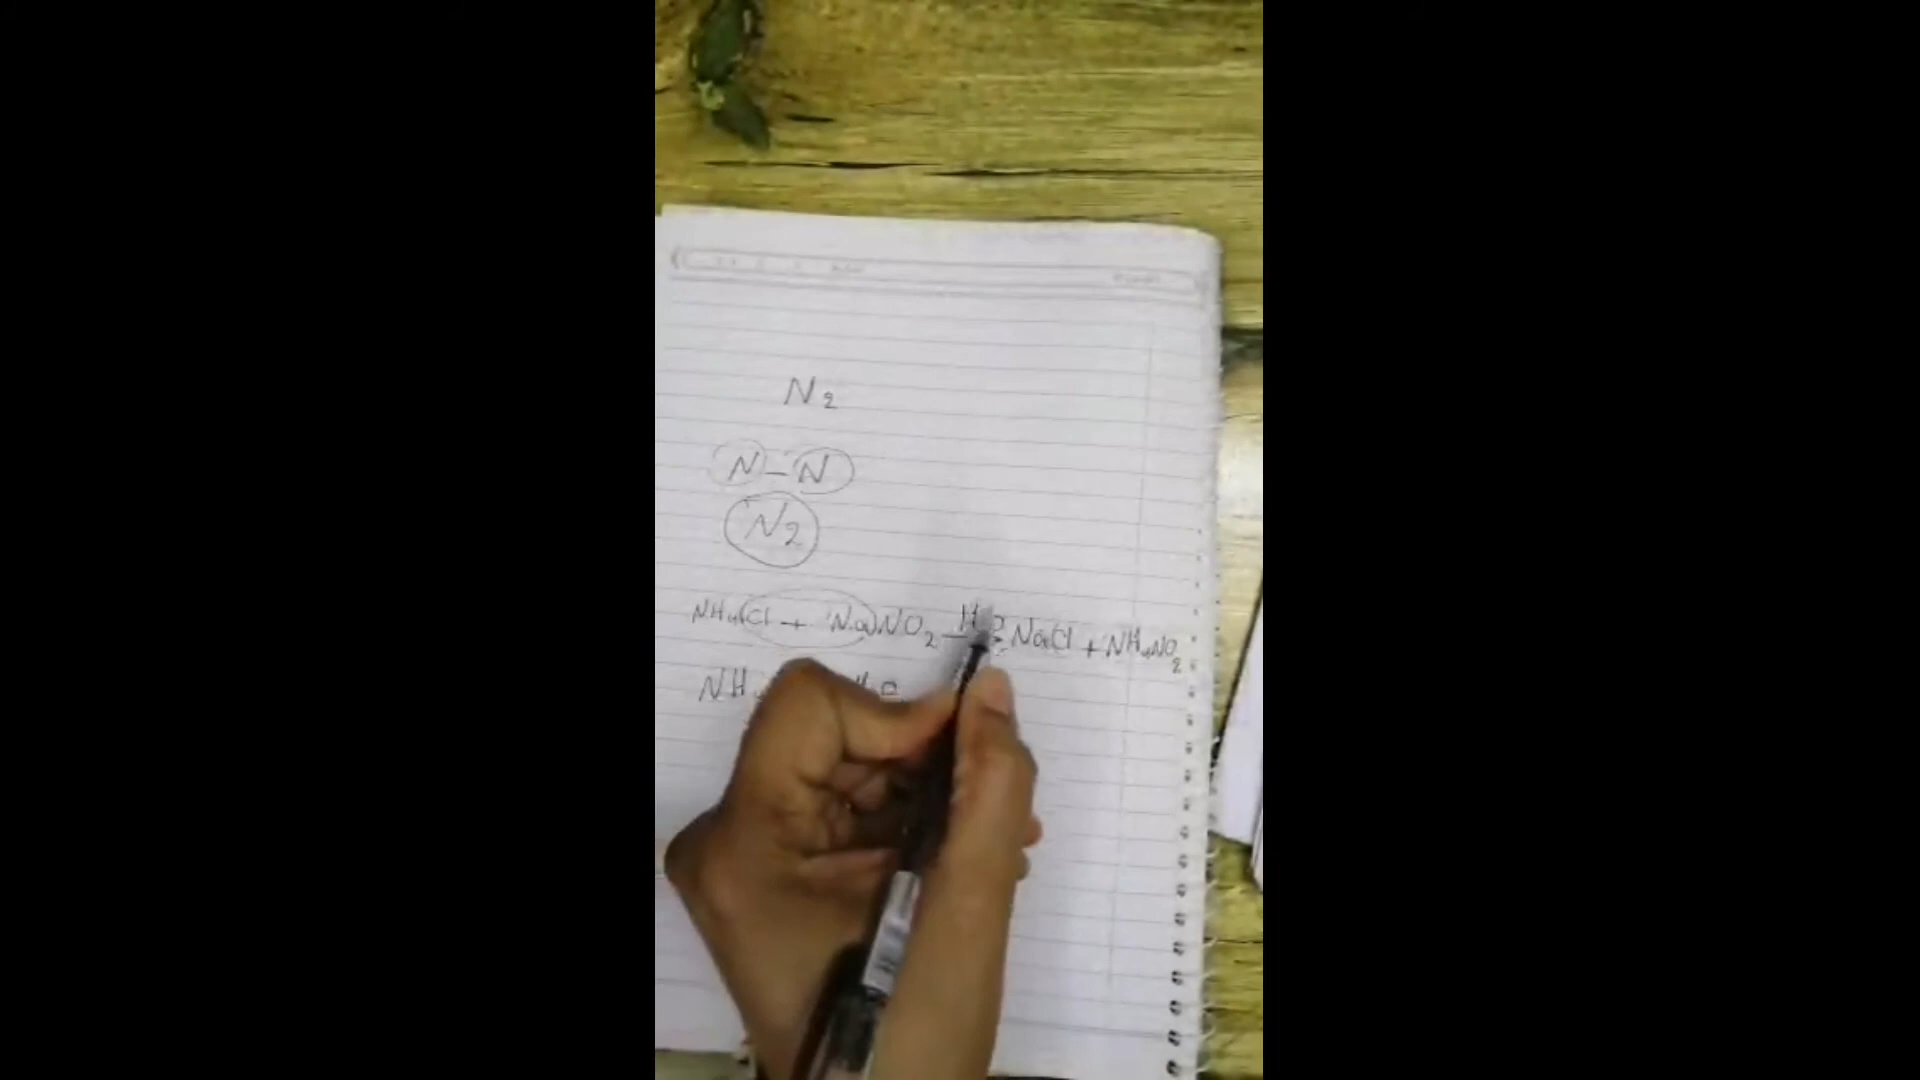 N2
N-N
N2
NH4Cl + NaNO2 → NaCl + NH4NO2
NH